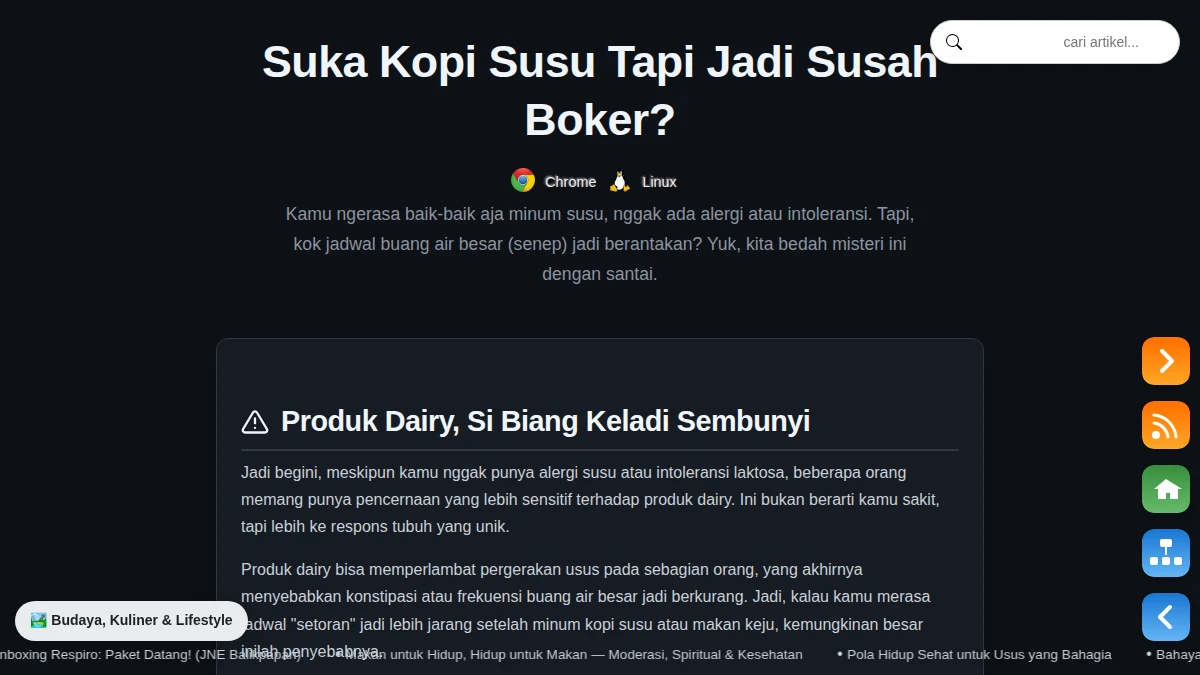 cari artikel...
Suka Kopi Susu Tapi Jadi Susah
Boker?
Chrome Linux
Kamu ngerasa baik-baik aja minum susu, nggak ada alergi atau intoleransi. Tapi,
kok jadwal buang air besar (senep) jadi berantakan? Yuk, kita bedah misteri ini
dengan santai.
Produk Dairy, Si Biang Keladi Sembunyi
Jadi begini, meskipun kamu nggak punya alergi susu atau intoleransi laktosa, beberapa orang
memang punya pencernaan yang lebih sensitif terhadap produk dairy. Ini bukan berarti kamu sakit,
tapi lebih ke respons tubuh yang unik.
Produk dairy bisa memperlambat pergerakan usus pada sebagian orang, yang akhirnya
menyebabkan konstipasi atau frekuensi buang air besar jadi berkurang. Jadi, kalau kamu merasa
jadwal "setoran" jadi lebih jarang setelah minum kopi susu atau makan keju, kemungkinan besar
inilah penyebabnya.
Budaya, Kuliner & Lifestyle
nboxing Respiro: Paket Datang! (JNE Balikpapan) • Makan untuk Hidup, Hidup untuk Makan — Moderasi, Spiritual & Kesehatan • Pola Hidup Sehat untuk Usus yang Bahagia • Bahaya